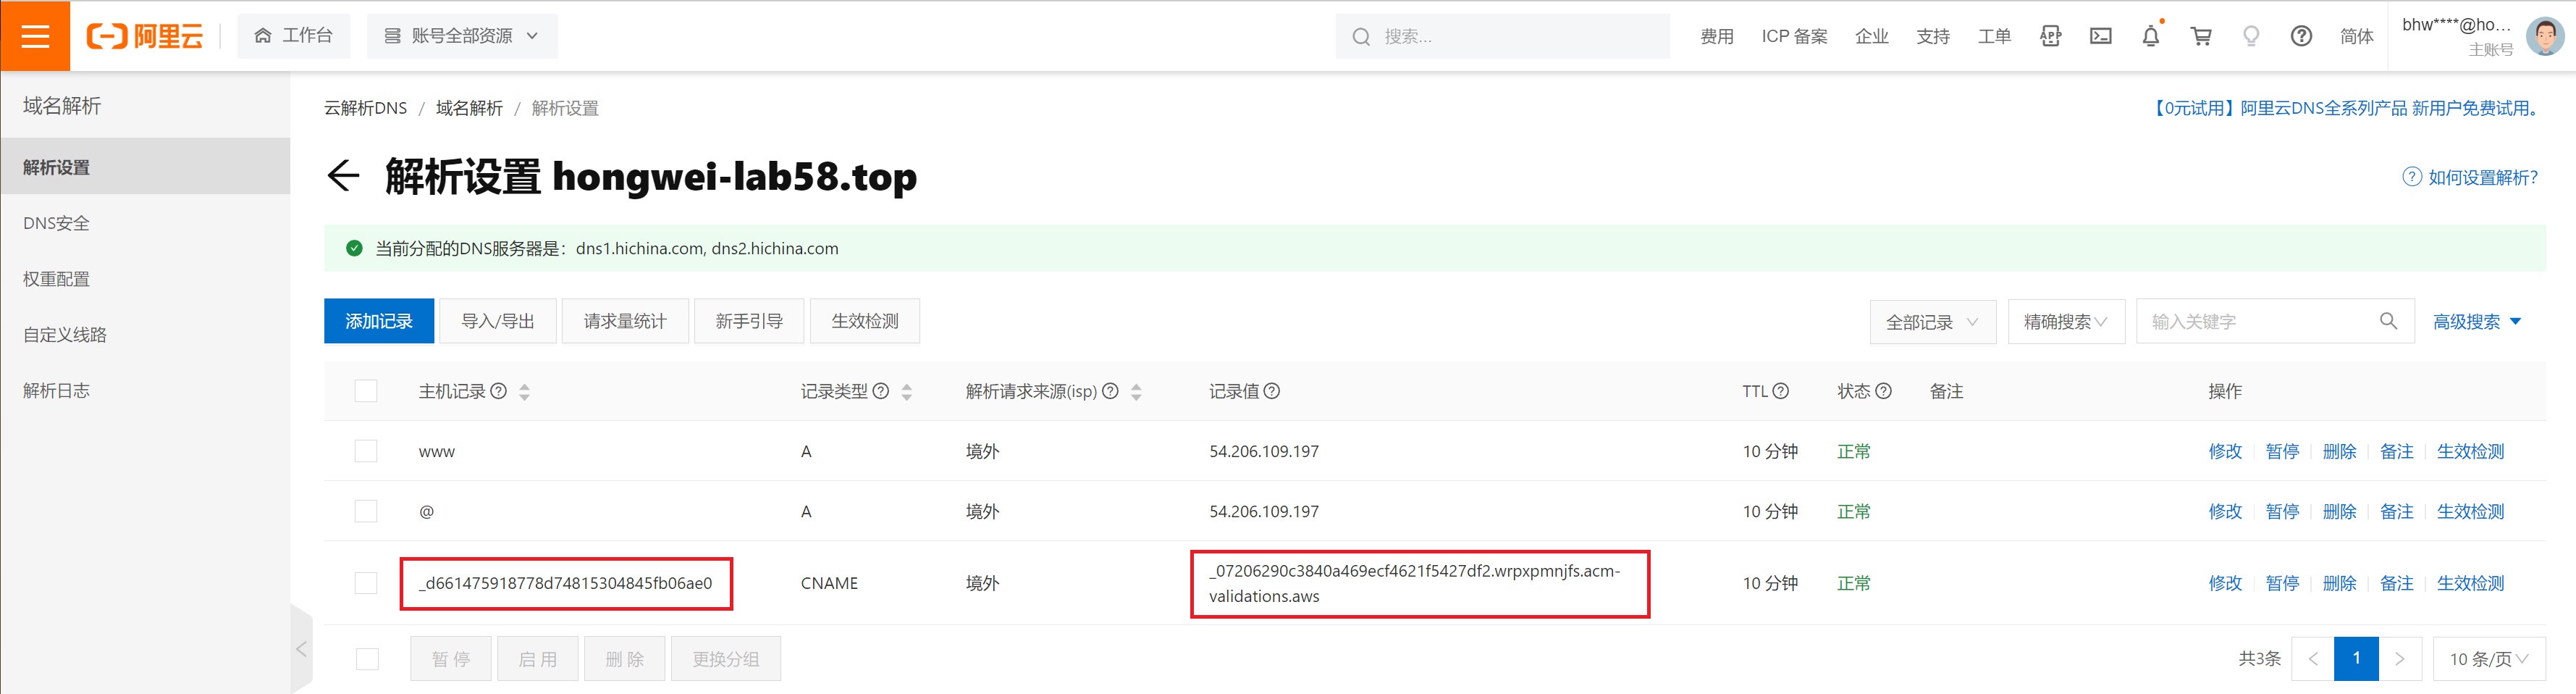 阿里云
工作台
账号全部资源
搜索...
费用
ICP 备案
企业
支持
工单
APP
简体
bhw****@ho...
主账号
域名解析
解析设置
DNS安全
权重配置
自定义线路
解析日志
云解析DNS / 域名解析 / 解析设置
【0元试用】阿里云DNS全系列产品 新用户免费试用。
解析设置 hongwei-lab58.top
如何设置解析?
当前分配的DNS服务器是：dns1.hichina.com, dns2.hichina.com
添加记录 导入/导出 请求量统计 新手引导 生效检测
全部记录 精确搜索 输入关键字 高级搜索
主机记录 记录类型 解析请求来源(isp) 记录值 TTL 状态 备注 操作
www A 境外 54.206.109.197 10 分钟 正常 修改 暂停 删除 备注 生效检测
@ A 境外 54.206.109.197 10 分钟 正常 修改 暂停 删除 备注 生效检测
_d661475918778d74815304845fb06ae0 CNAME 境外 _07206290c3840a469ecf4621f5427df2.wrpxpmnjfs.acm-
validations.aws 10 分钟 正常 修改 暂停 删除 备注 生效检测
暂 停 启 用 删 除 更换分组
共3条 < 1 > 10 条/页